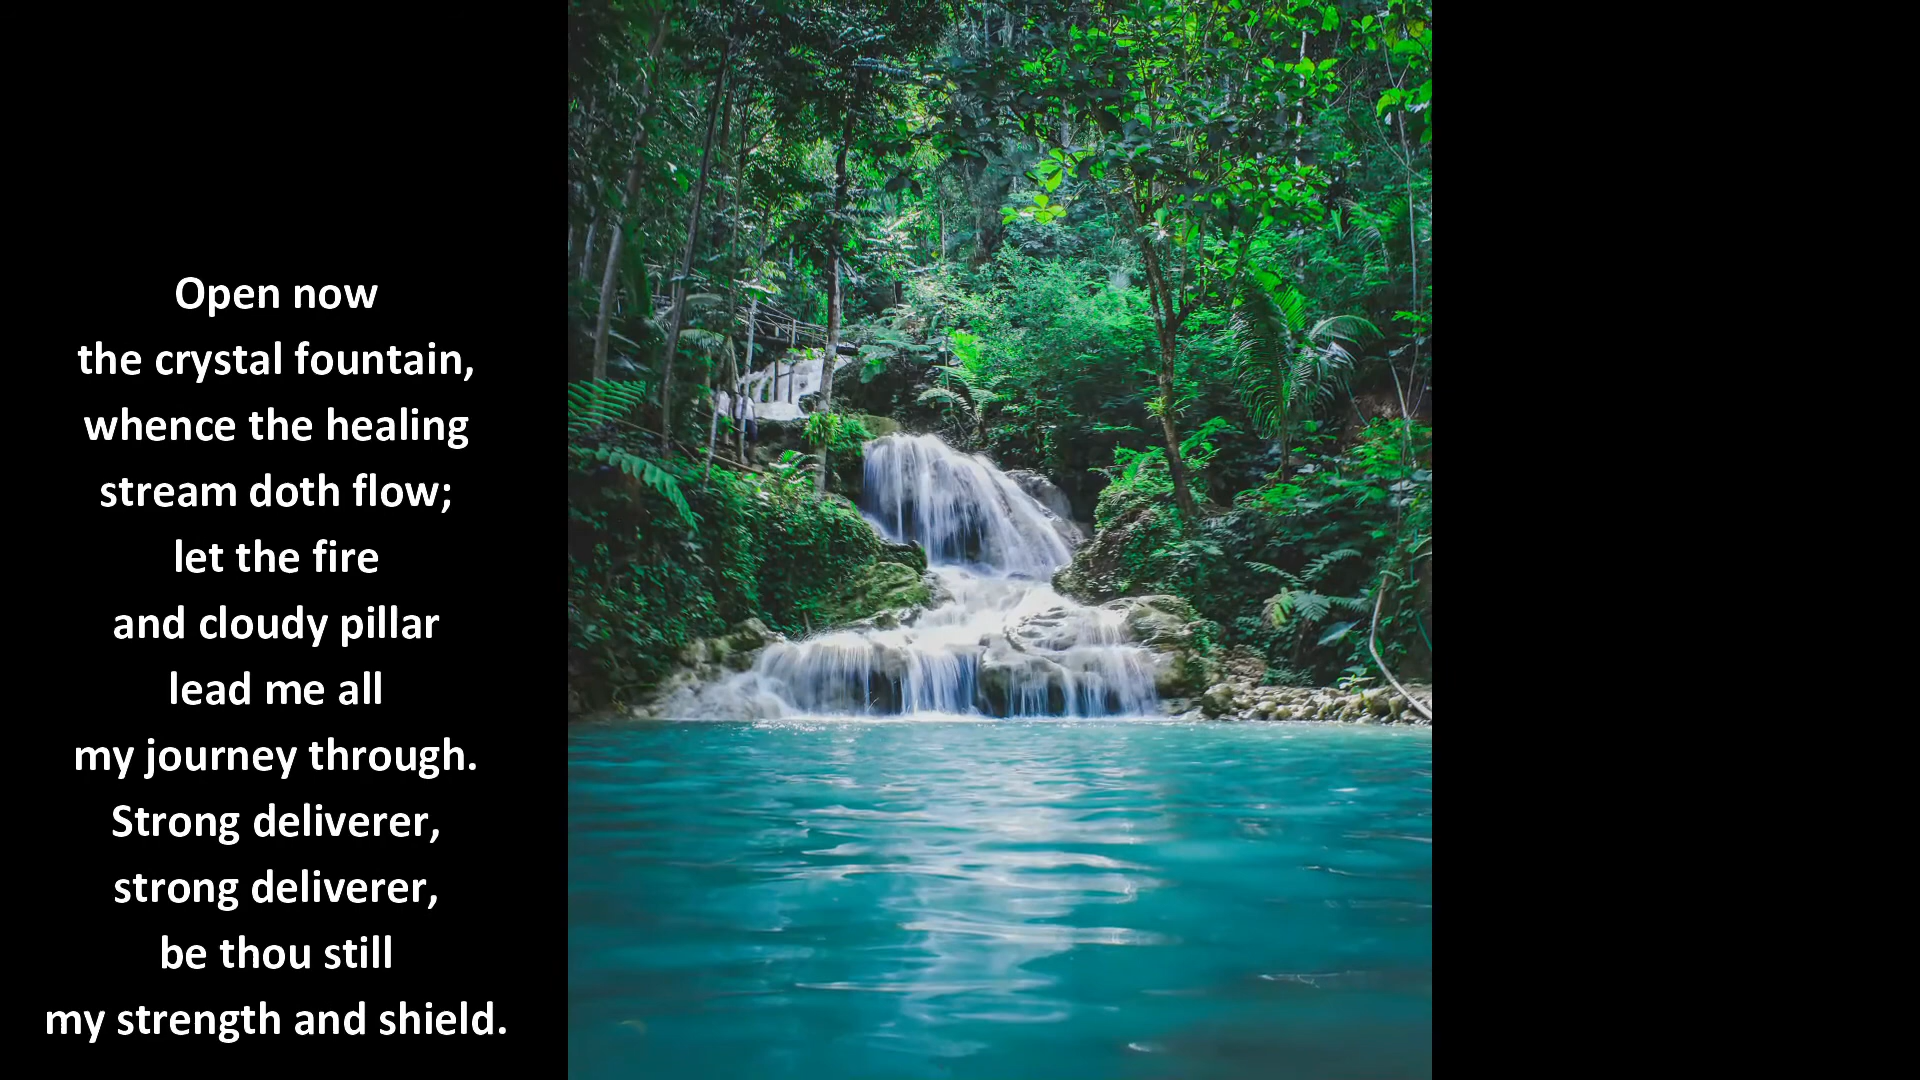 Open now
the crystal fountain,
whence the healing
stream doth flow;
let the fire
and cloudy pillar
lead me all
my journey through.
Strong deliverer,
strong deliverer,
be thou still
my strength and shield.